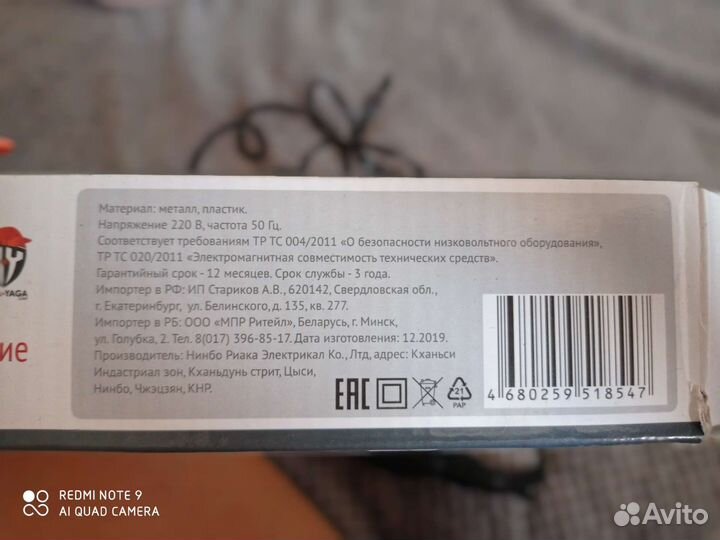 Материал: металл, пластик.
Напряжение 220 В, частота 50 Гц.
Соответствует требованиям ТР ТС 004/2011 «О безопасности низковольтного оборудования»,
ТР ТС 020/2011 «Электромагнитная совместимость технических средств».
Гарантийный срок - 12 месяцев. Срок службы - 3 года.
Импортер в РФ: ИП Стариков А.В., 620142, Свердловская обл.,
г. Екатеринбург, ул. Белинского, д. 135, кв. 277.
Импортер в РБ: ООО «МПР Ритейл», Беларусь, г. Минск,
ул. Голубка, 2. Тел. 8(017) 396-85-17. Дата изготовления: 12.2019.
Производитель: Нинбо Риака Электрикал Ко., Лтд, адрес: Кханьси
Индастриал зон, Кханьдунь стрит, Цыси,
Нинбо, Чжэцзян, КНР.
-YAGA
ие
EAC
21
PAP
4 680259 518547
REDMI NOTE 9
AI QUAD CAMERA
Avito